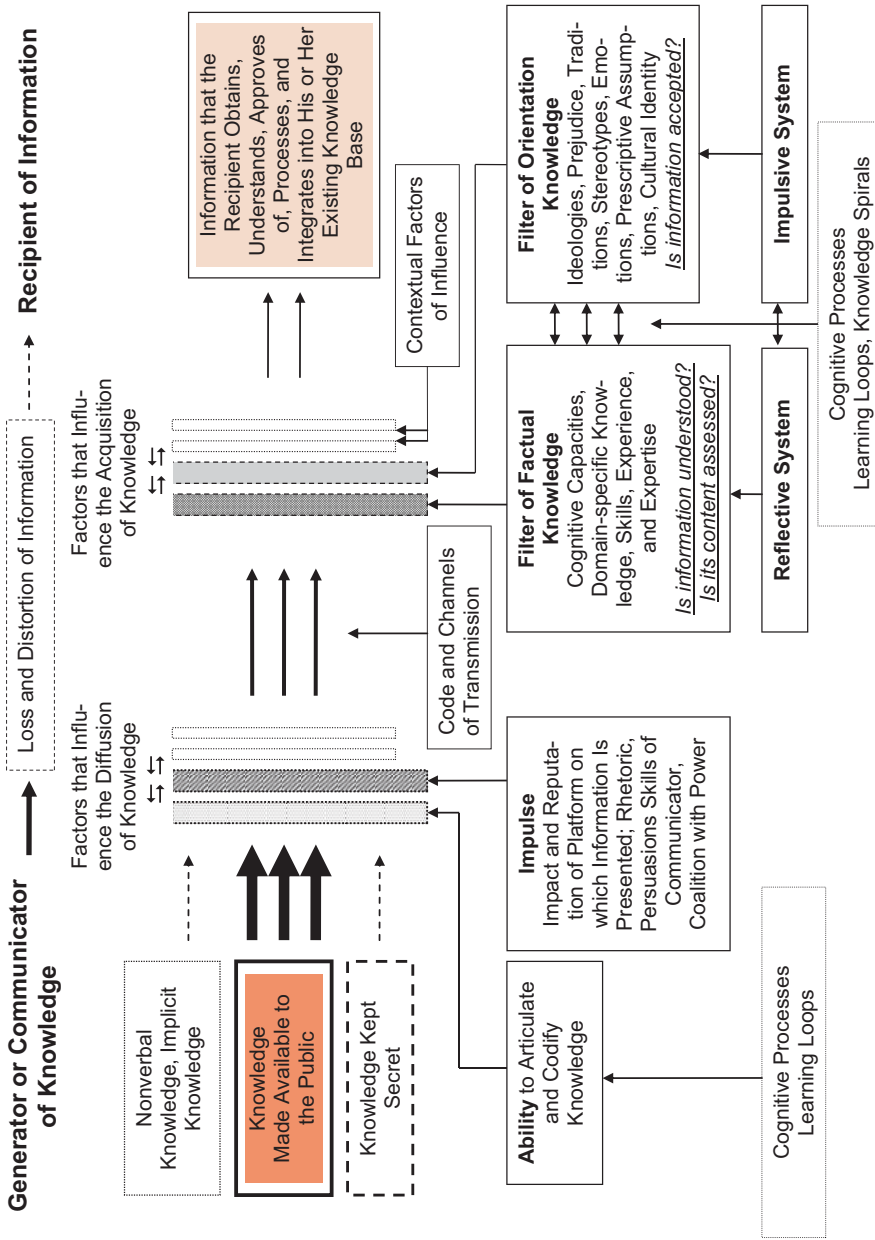 Generator or Communicator
of Knowledge
Loss and Distortion of Information
Recipient of Information
Factors that Influ-
ence the Diffusion
of Knowledge
Factors that Influ-
ence the Acquisition
of Knowledge
Nonverbal
Knowledge, Implicit
Knowledge
Knowledge
Made Available to
the Public
Knowledge Kept
Secret
Information that the
Recipient Obtains,
Understands, Approves
of, Processes, and
Integrates into His or Her
Existing Knowledge
Base
Code and Channels
of Transmission
Contextual Factors
of Influence
Ability to Articulate
and Codify
Knowledge
Impulse
Impact and Reputa-
tion of Platform on
which Information Is
Presented; Rhetoric,
Persuasions Skills of
Communicator,
Coalition with Power
Filter of Factual
Knowledge
Cognitive Capacities,
Domain-specific Know-
ledge, Skills, Experience,
and Expertise
Is information understood?
Is its content assessed?
Filter of Orientation
Knowledge
Ideologies, Prejudice, Tradi-
tions, Stereotypes, Emo-
tions, Prescriptive Assump-
tions, Cultural Identity
Is information accepted?
Reflective System
Impulsive System
Cognitive Processes
Learning Loops
Cognitive Processes
Learning Loops, Knowledge Spirals